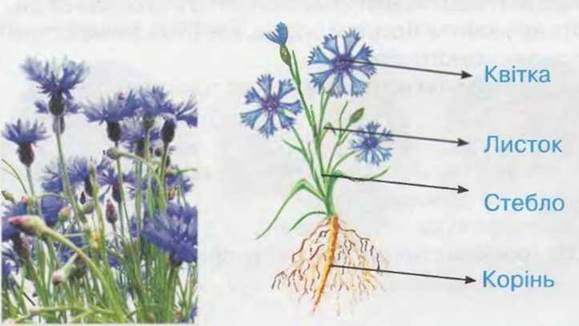 Квітка
Листок
Стебло
Корінь